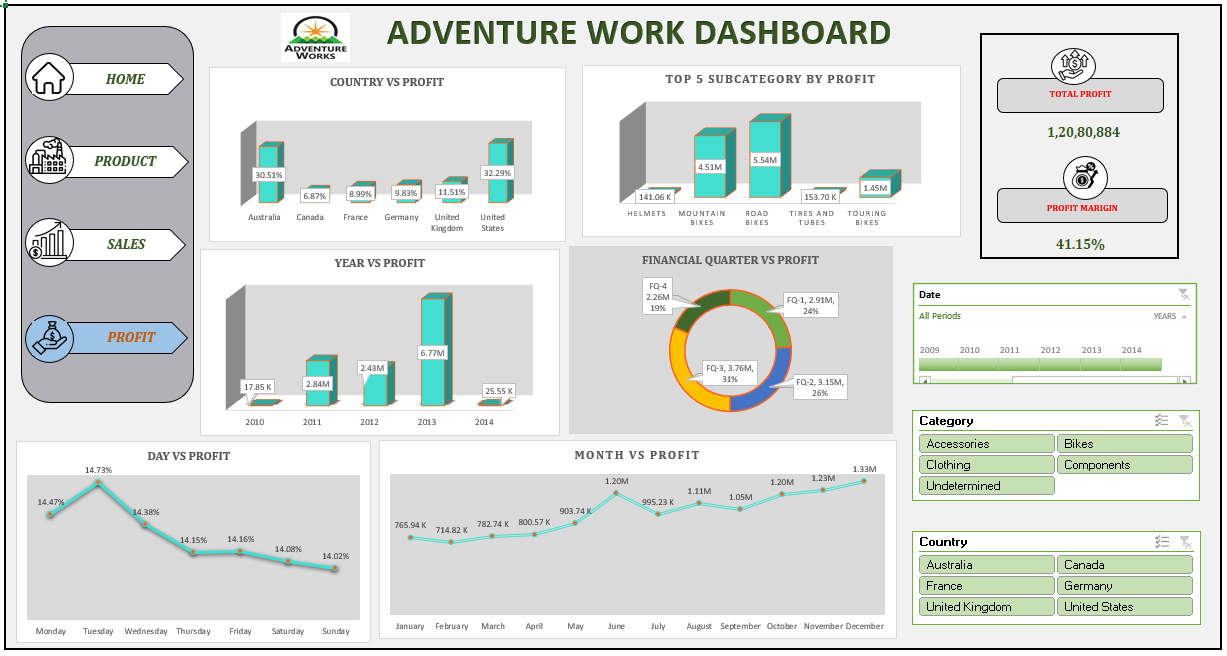 ADVENTURE WORK DASHBOARD
ADVENTURE
WORKS
HOME
PRODUCT
SALES
PROFIT
COUNTRY VS PROFIT
30.51%
6.87%
8.99%
9.83%
11.51%
32.29%
Australia
Canada
France
Germany
United
Kingdom
United
States
TOP 5 SUBCATEGORY BY PROFIT
141.06 K
4.51M
5.54M
153.70 K
1.45M
HELMETS
MOUNTAIN
BIKES
ROAD
BIKES
TIRES AND
TUBES
TOURING
BIKES
TOTAL PROFIT
1,20,80,884
PROFIT MARIGIN
41.15%
YEAR VS PROFIT
17.85 K
2.84M
2.43M
6.77M
25.55 K
2010
2011
2012
2013
2014
FINANCIAL QUARTER VS PROFIT
FQ-4
2.26M
19%
FQ-1, 2.91M,
24%
FQ-3, 3.76M,
31%
FQ-2, 3.15M,
26%
Date
All Periods
YEARS
2009 2010 2011 2012 2013 2014
Category
Accessories
Bikes
Clothing
Components
Undetermined
Country
Australia
Canada
France
Germany
United Kingdom
United States
DAY VS PROFIT
14.47%
14.73%
14.38%
14.15%
14.16%
14.08%
14.02%
Monday Tuesday Wednesday Thursday Friday Saturday Sunday
MONTH VS PROFIT
765.94 K
714.82 K
782.74 K
800.57 K
903.74 K
1.20M
995.23 K
1.11M
1.05M
1.20M
1.23M
1.33M
January February March April May June July August September October November December